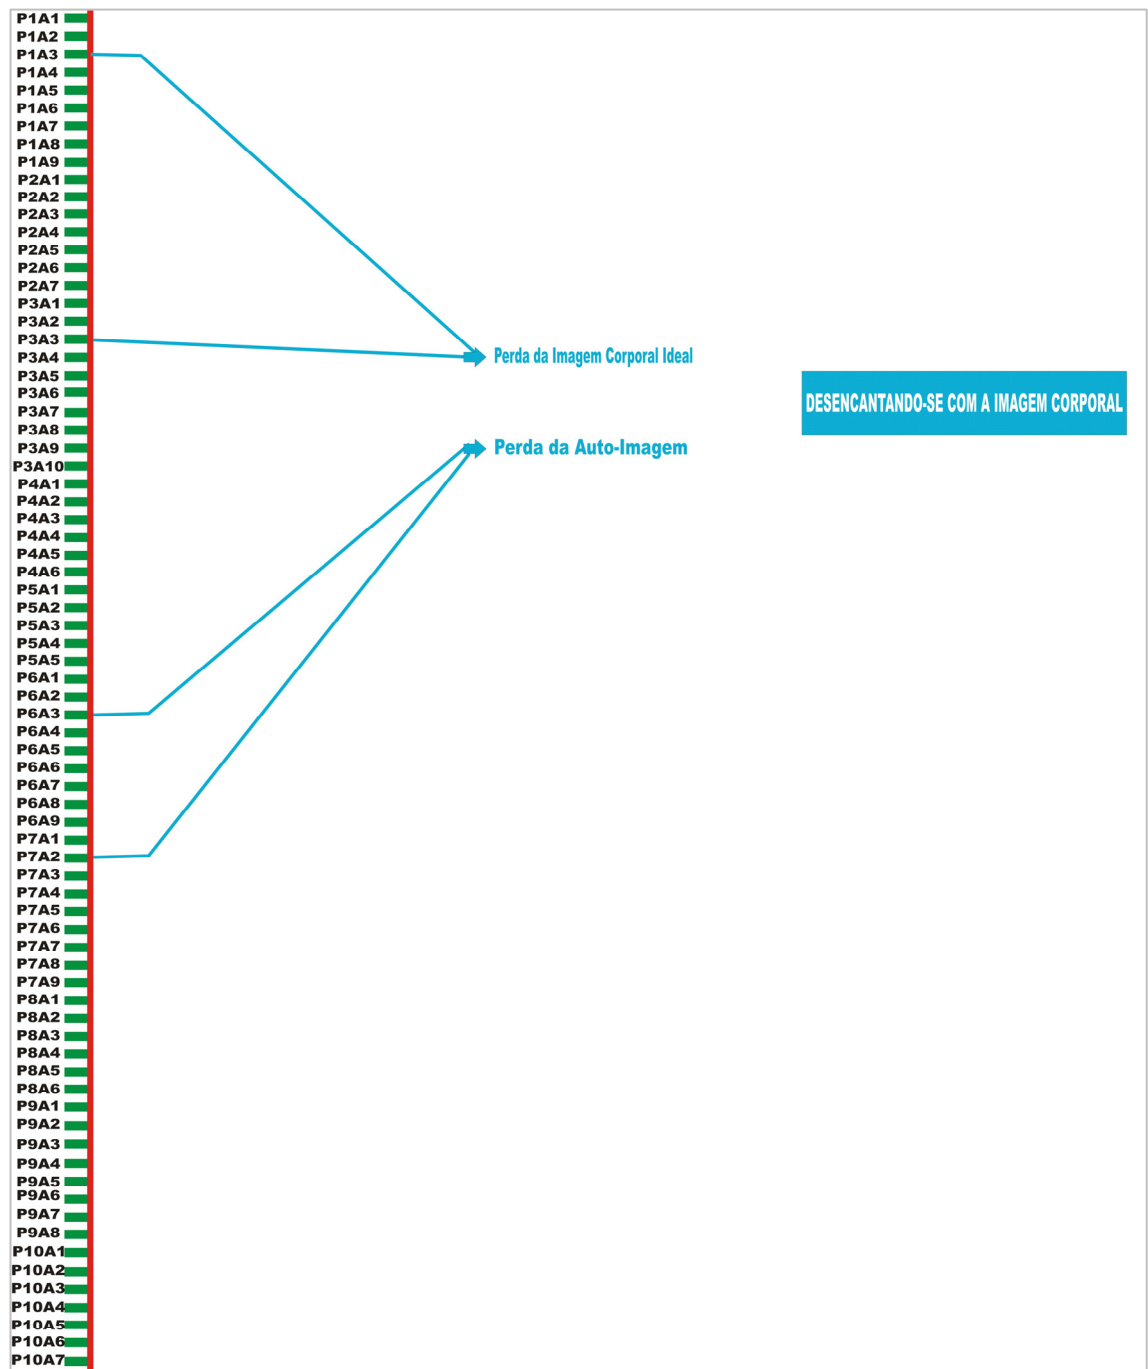 P1A1
P1A2
P1A3
P1A4
P1A5
P1A6
P1A7
P1A8
P1A9
P2A1
P2A2
P2A3
P2A4
P2A5
P2A6
P2A7
P3A1
P3A2
P3A3
P3A4
Perda da Imagem Corporal Ideal
P3A5
P3A6
DESENCANTANDO-SE COM A IMAGEM CORPORAL
P3A7
P3A8
P3A9
Perda da Auto-Imagem
P3A10
P4A1
P4A2
P4A3
P4A4
P4A5
P4A6
P5A1
P5A2
P5A3
P5A4
P5A5
P6A1
P6A2
P6A3
P6A4
P6A5
P6A6
P6A7
P6A8
P6A9
P7A1
P7A2
P7A3
P7A4
P7A5
P7A6
P7A7
P7A8
P7A9
P8A1
P8A2
P8A3
P8A4
P8A5
P8A6
P9A1
P9A2
P9A3
P9A4
P9A5
P9A6
P9A7
P9A8
P10A1
P10A2
P10A3
P10A4
P10A5
P10A6
P10A7